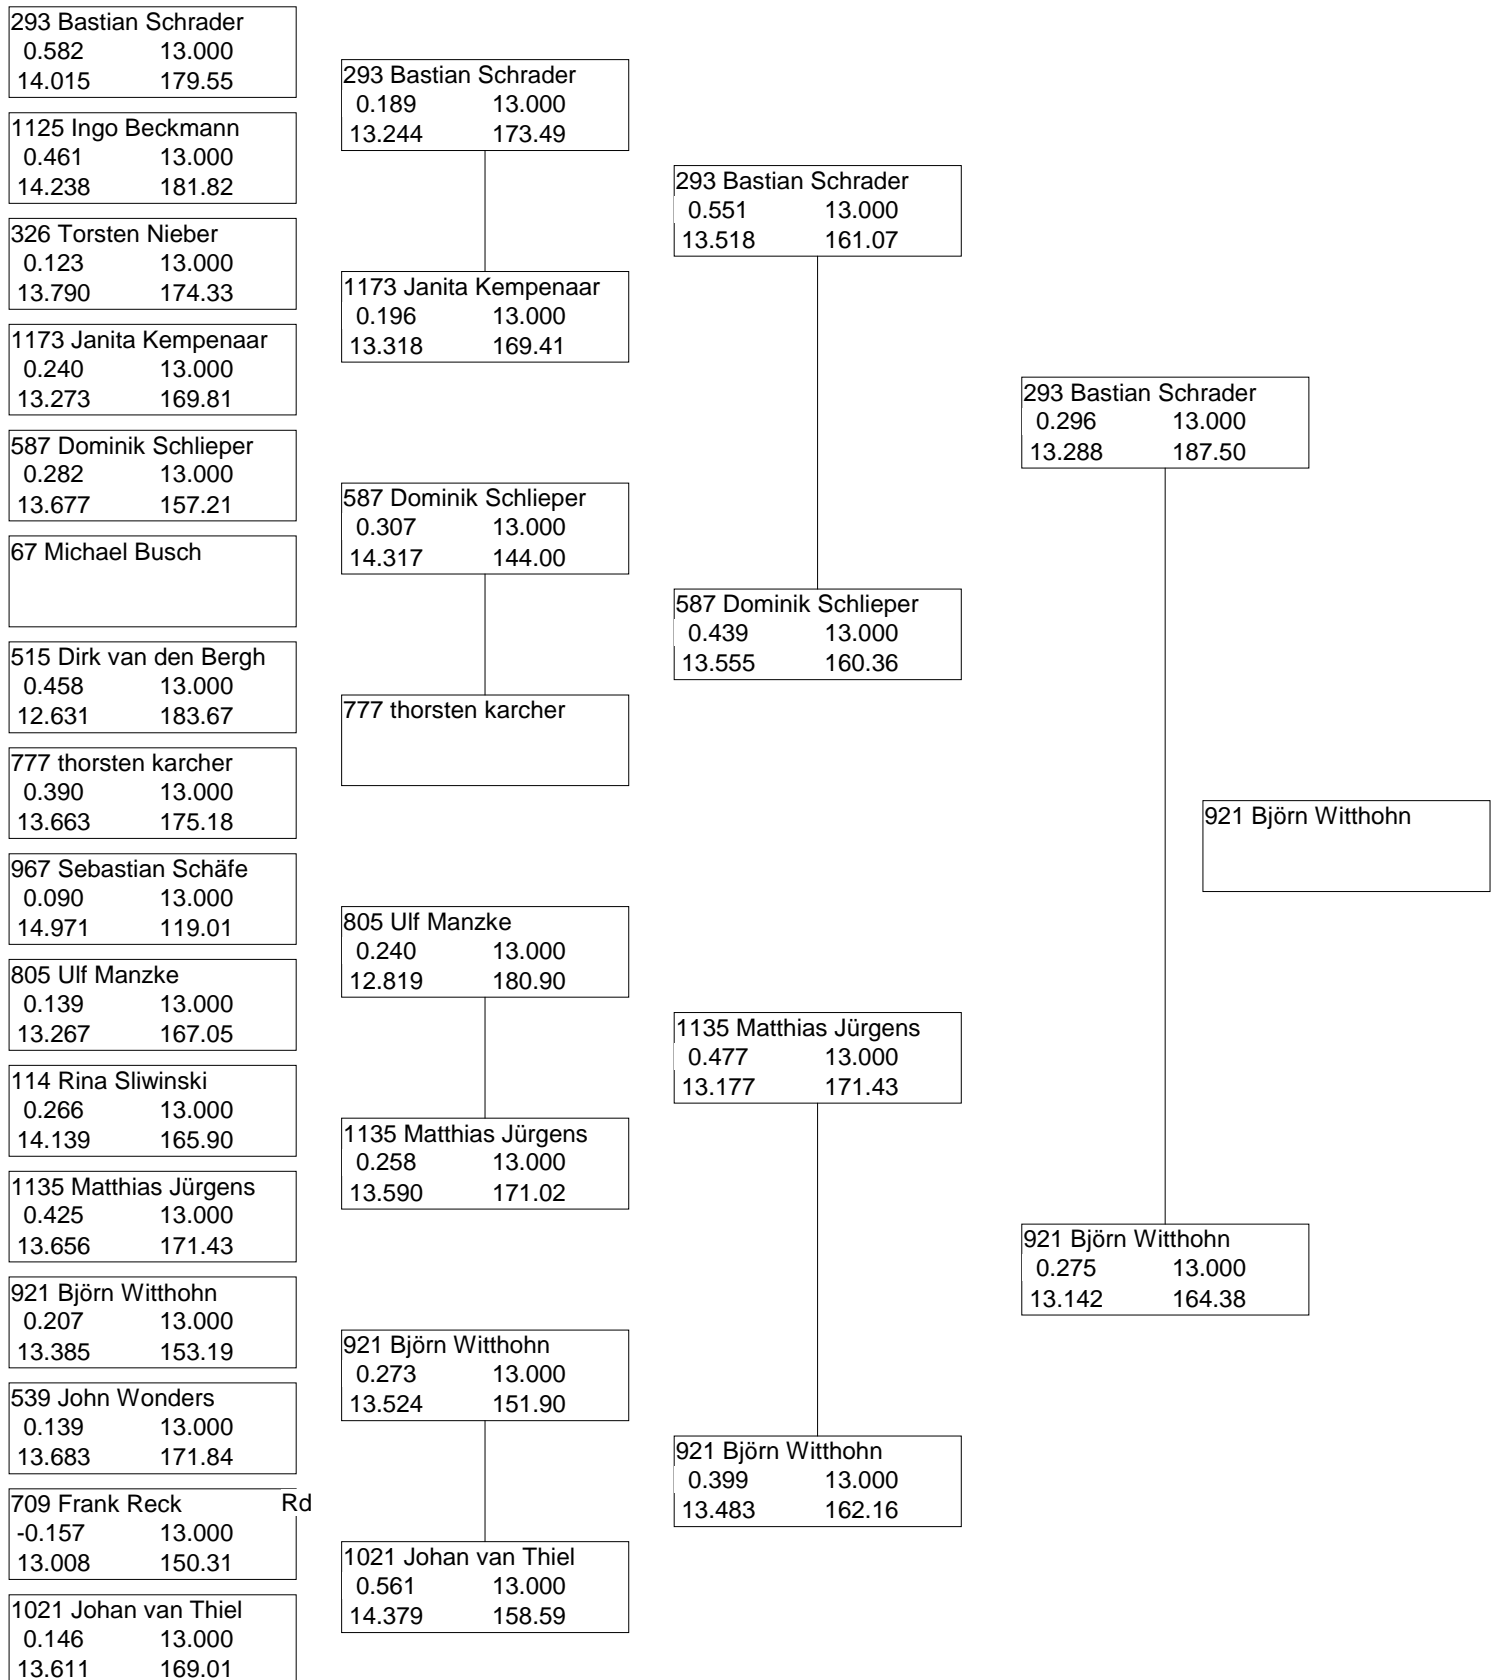 293 Bastian Schrader
0.582 13.000
14.015 179.55
1125 Ingo Beckmann
0.461 13.000
14.238 181.82
326 Torsten Nieber
0.123 13.000
13.790 174.33
1173 Janita Kempenaar
0.240 13.000
13.273 169.81
587 Dominik Schlieper
0.282 13.000
13.677 157.21
67 Michael Busch
515 Dirk van den Bergh
0.458 13.000
12.631 183.67
777 thorsten karcher
0.390 13.000
13.663 175.18
967 Sebastian Schäfe
0.090 13.000
14.971 119.01
805 Ulf Manzke
0.139 13.000
13.267 167.05
114 Rina Sliwinski
0.266 13.000
14.139 165.90
1135 Matthias Jürgens
0.425 13.000
13.656 171.43
921 Björn Witthohn
0.207 13.000
13.385 153.19
539 John Wonders
0.139 13.000
13.683 171.84
709 Frank Reck Rd
-0.157 13.000
13.008 150.31
1021 Johan van Thiel
0.146 13.000
13.611 169.01
293 Bastian Schrader
0.189 13.000
13.244 173.49
1173 Janita Kempenaar
0.196 13.000
13.318 169.41
587 Dominik Schlieper
0.307 13.000
14.317 144.00
777 thorsten karcher
805 Ulf Manzke
0.240 13.000
12.819 180.90
1135 Matthias Jürgens
0.258 13.000
13.590 171.02
921 Björn Witthohn
0.273 13.000
13.524 151.90
1021 Johan van Thiel
0.561 13.000
14.379 158.59
293 Bastian Schrader
0.551 13.000
13.518 161.07
587 Dominik Schlieper
0.439 13.000
13.555 160.36
1135 Matthias Jürgens
0.477 13.000
13.177 171.43
921 Björn Witthohn
0.399 13.000
13.483 162.16
293 Bastian Schrader
0.296 13.000
13.288 187.50
921 Björn Witthohn
0.275 13.000
13.142 164.38
921 Björn Witthohn